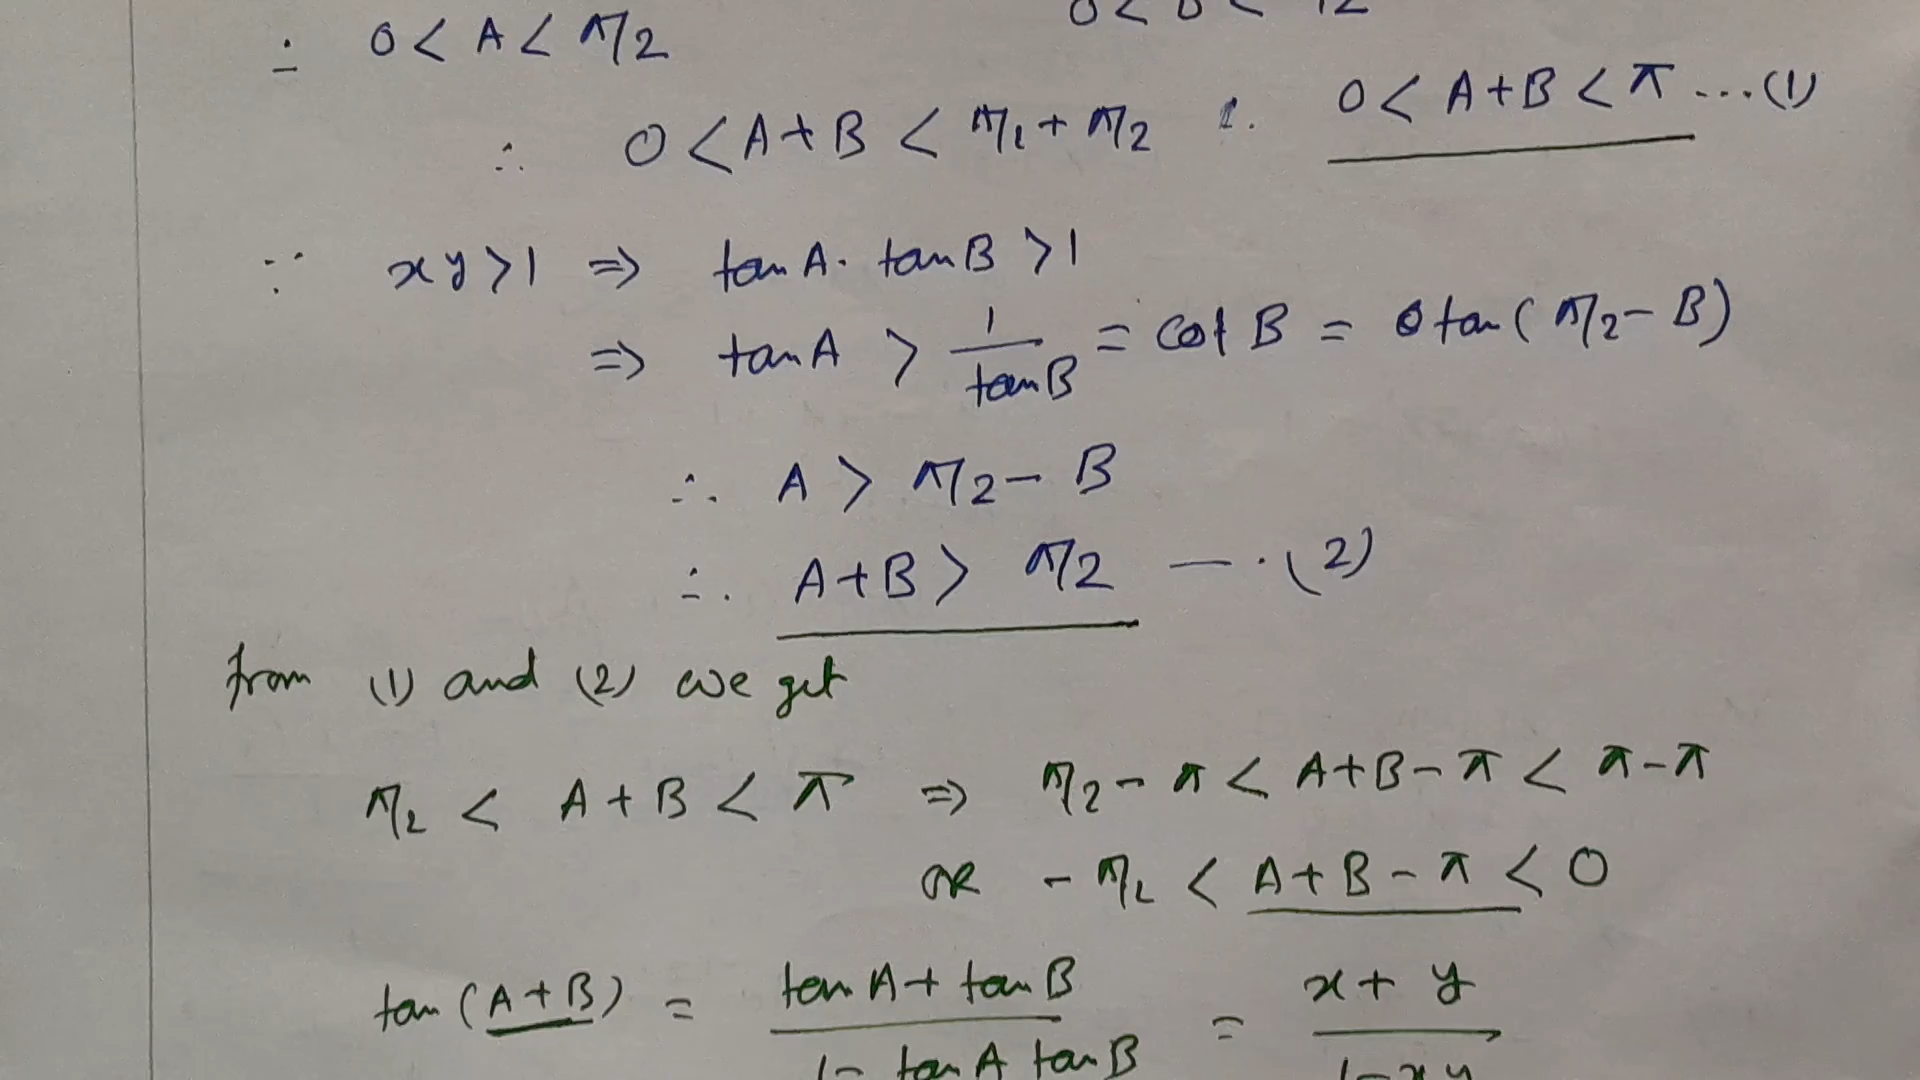 ∴ 0 < A < π/2
∴ 0 < A + B < π/2 + π/2 ∴ 0 < A + B < π ... (1)
∵ xy > 1 ⇒ tan A . tan B > 1
⇒ tan A > 1/tan B = cot B = tan (π/2 - B)
∴ A > π/2 - B
∴ A + B > π/2 — . (2)
from (1) and (2) we get
π/2 < A + B < π ⇒ π/2 - π < A + B - π < π - π
OR - π/2 < A + B - π < 0
tan (A + B) = (tan A + tan B)/(1 - tan A tan B) = (x + y)/(1 - xy)